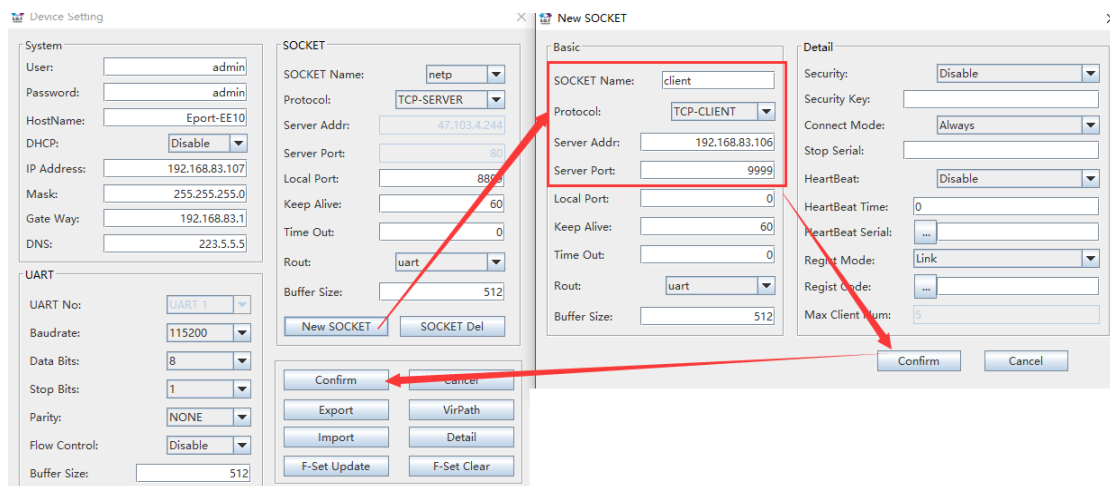 Device Setting
System
User: admin
Password: admin
HostName: Eport-EE10
DHCP: Disable
IP Address: 192.168.83.107
Mask: 255.255.255.0
Gate Way: 192.168.83.1
DNS: 223.5.5.5
UART
UART No: UART 1
Baudrate: 115200
Data Bits: 8
Stop Bits: 1
Parity: NONE
Flow Control: Disable
Buffer Size: 512
SOCKET
SOCKET Name: netp
Protocol: TCP-SERVER
Server Addr: 47.103.4.244
Server Port: 80
Local Port:
Keep Alive: 60
Time Out: 0
Rout: uart
Buffer Size: 512
New SOCKET SOCKET Del
Confirm Cancel
Export VirPath
Import Detail
F-Set Update F-Set Clear
New SOCKET
Basic
SOCKET Name: client
Protocol: TCP-CLIENT
Server Addr: 192.168.83.106
Server Port: 9999
Local Port: 0
Keep Alive: 60
Time Out: 0
Rout: uart
Buffer Size: 512
Detail
Security: Disable
Security Key:
Connect Mode: Always
Stop Serial:
HeartBeat: Disable
HeartBeat Time: 0
HeartBeat Serial: ...
Regist Mode: Link
Regist Code: ...
Max Client Num: 5
Confirm Cancel